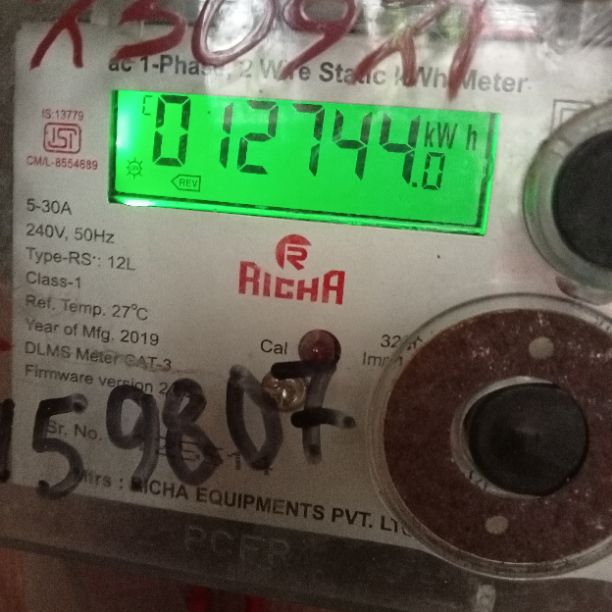 ac 1-Phase, 2 Wire Static kWh Meter
IS:13779
ISI
CM/L-8554689
C
012744.0 kWh
REV
5-30A
240V, 50Hz
Type-RS : 12L
Class-1
Ref. Temp. 27°C
Year of Mfg. 2019
DLMS Meter CAT-3
Firmware version
R
RICHA
Cal
Sr. No.
59807
Mfrs : RICHA EQUIPMENTS PVT.